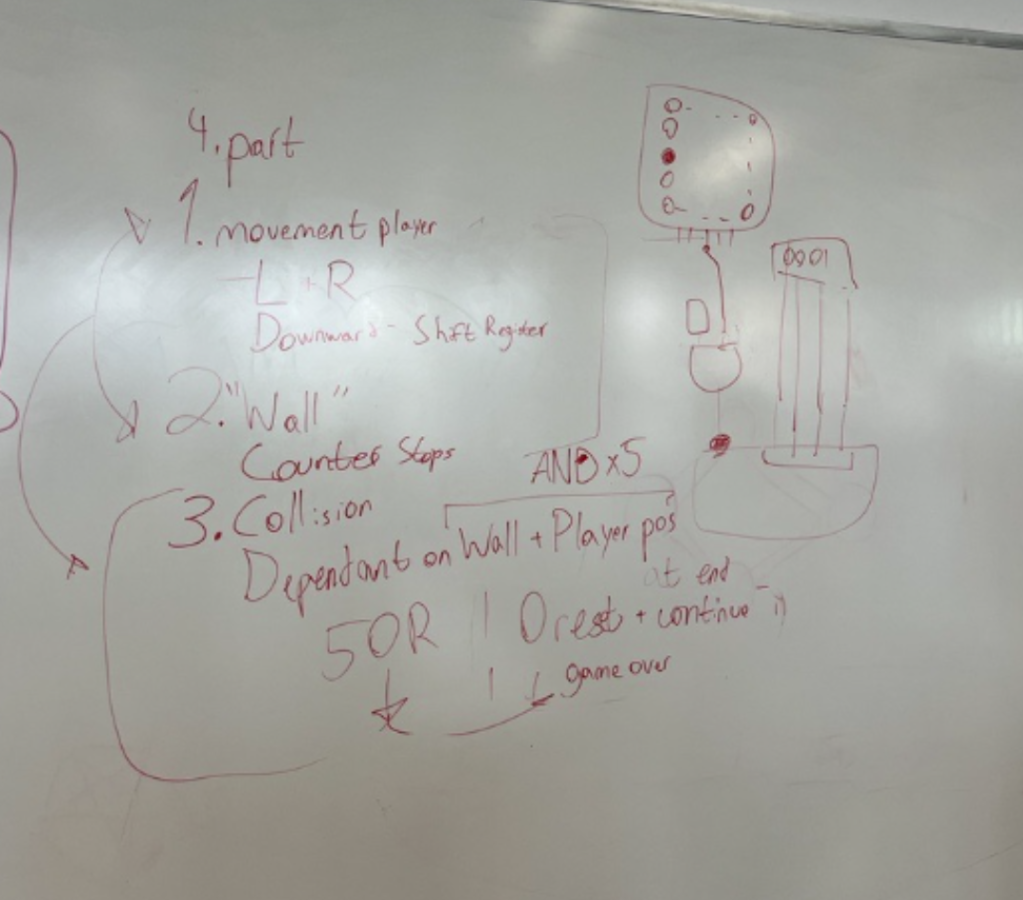 4. part
1. movement player
- L + R
Downward - Shift Register
2. "Wall"
Counter Stops
AND x5
3. Collision
Dependant on Wall + Player pos
at end
5OR | 0 rest + continue
| 1 game over
0001